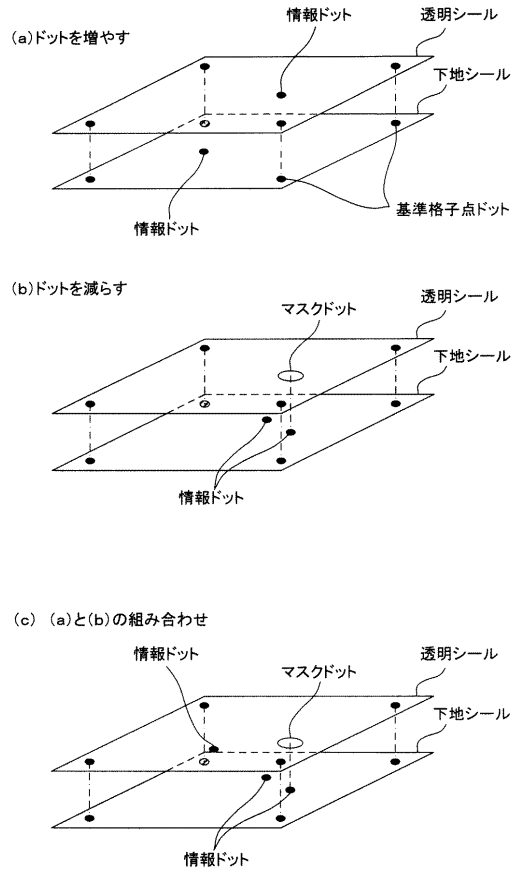 (a)ドットを増やす
情報ドット
透明シール
下地シール
情報ドット
基準格子点ドット
(b)ドットを減らす
マスクドット
透明シール
下地シール
情報ドット
(c) (a)と(b)の組み合わせ
情報ドット
マスクドット
透明シール
下地シール
情報ドット